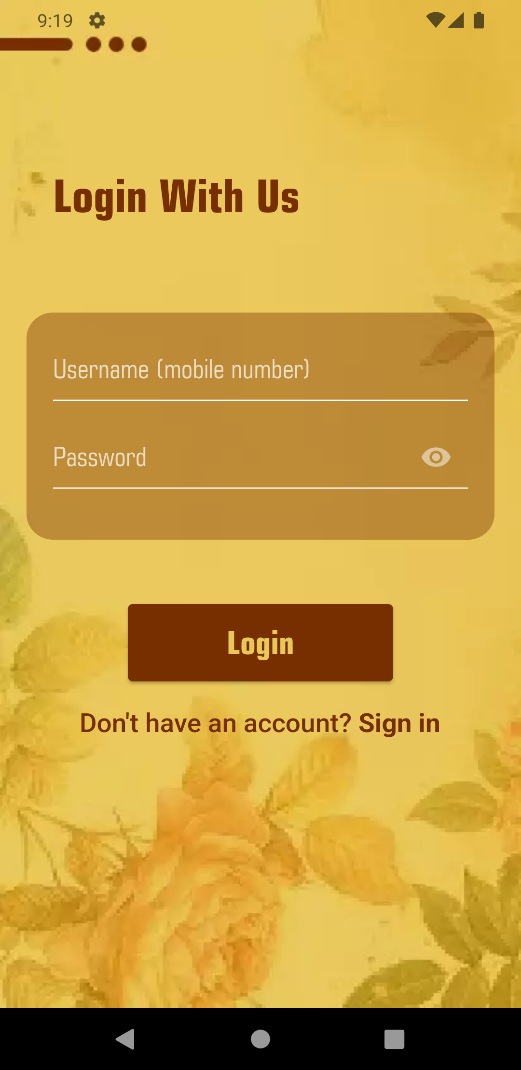 9:19
Login With Us
Username (mobile number)
Password
Login
Don't have an account? Sign in